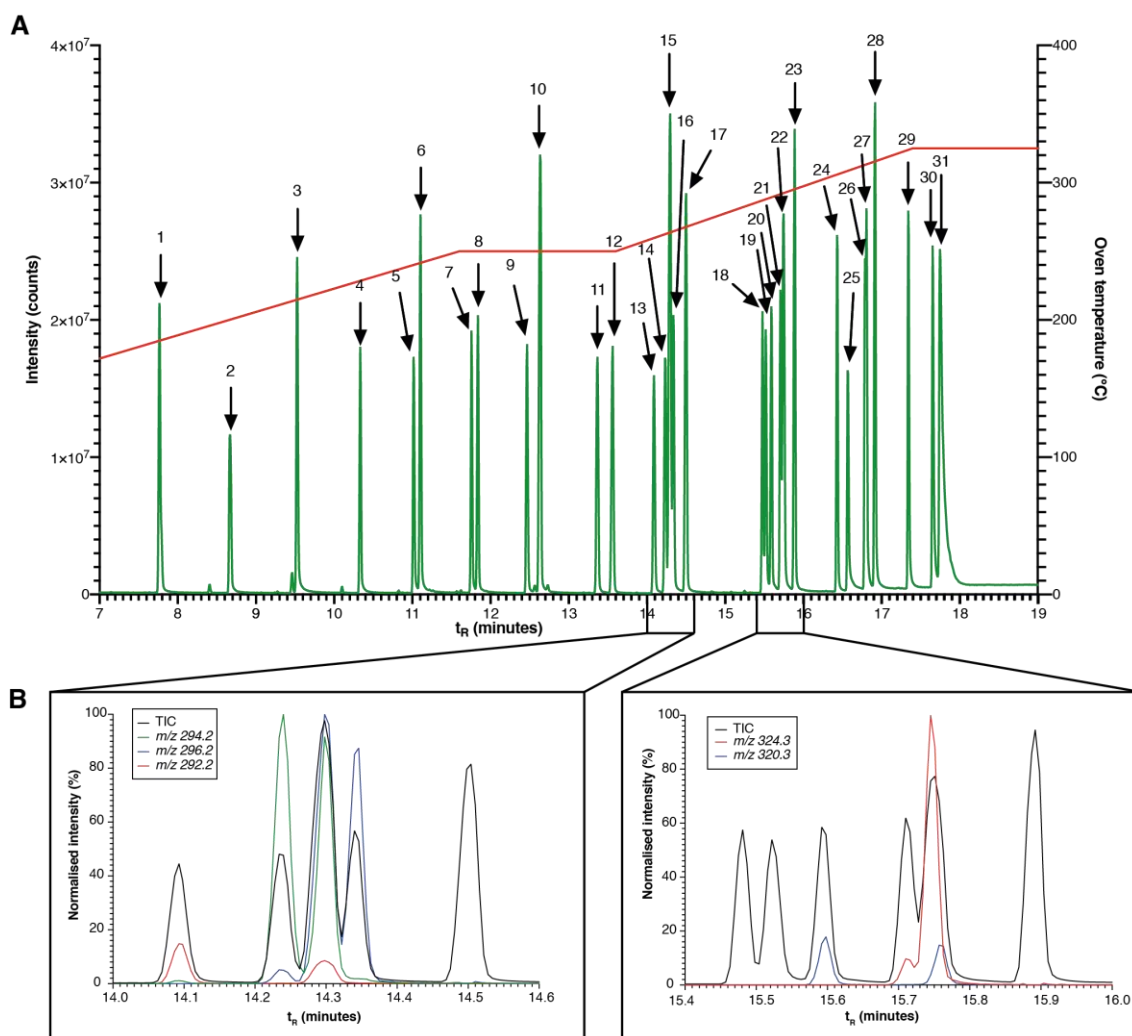 A
Intensity (counts)
4×10⁷
3×10⁷
2×10⁷
1×10⁷
0
1
2
3
4
5
6
7
8
9
10
11
12
13
14
15
16
17
18
19
20
21
22
23
24
25
26
27
28
29
30
31
400
300
200
100
0
Oven temperature (°C)
7 8 9 10 11 12 13 14 15 16 17 18 19
tR (minutes)
B
Normalised intensity (%)
100
80
60
40
20
0
TIC
m/z 294.2
m/z 296.2
m/z 292.2
14.0 14.1 14.2 14.3 14.4 14.5 14.6
tR (minutes)
Normalised intensity (%)
100
80
60
40
20
0
TIC
m/z 324.3
m/z 320.3
15.4 15.5 15.6 15.7 15.8 15.9 16.0
tR (minutes)